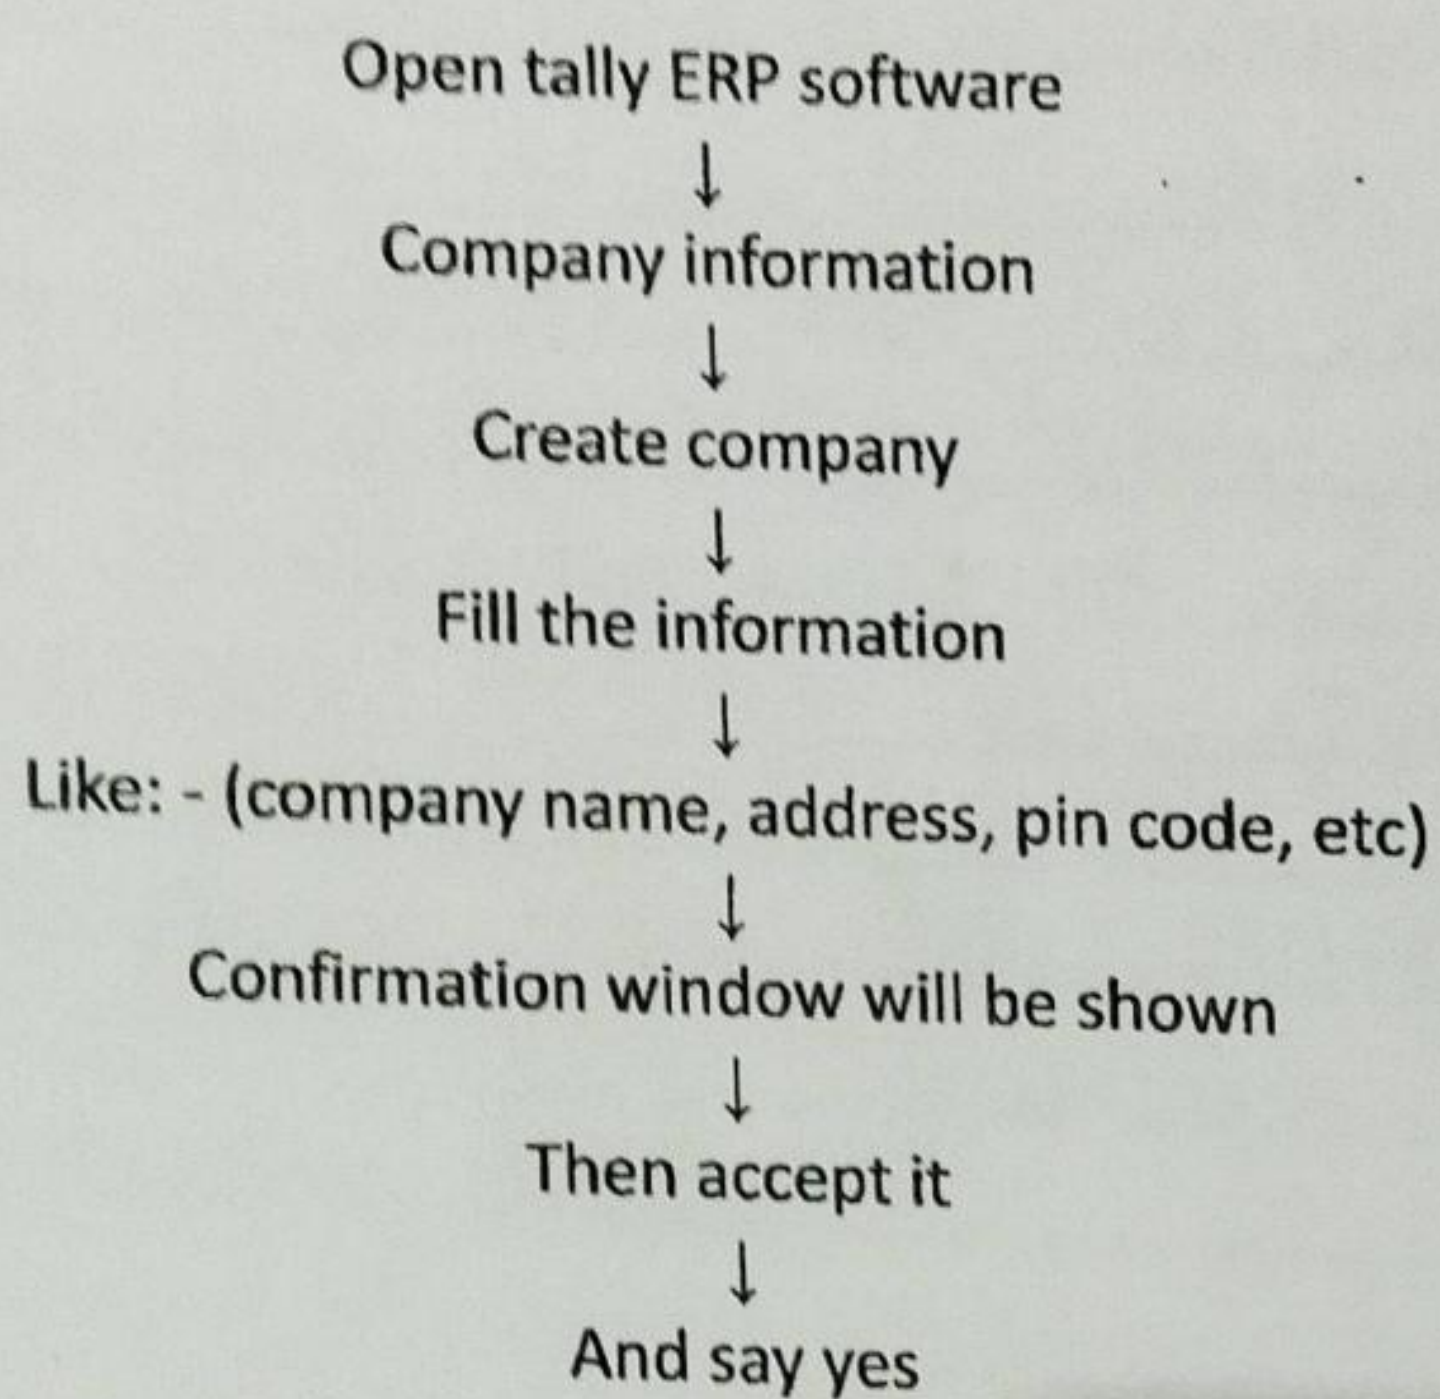 Open tally ERP software
↓
Company information
↓
Create company
↓
Fill the information
↓
Like: - (company name, address, pin code, etc)
↓
Confirmation window will be shown
↓
Then accept it
↓
And say yes